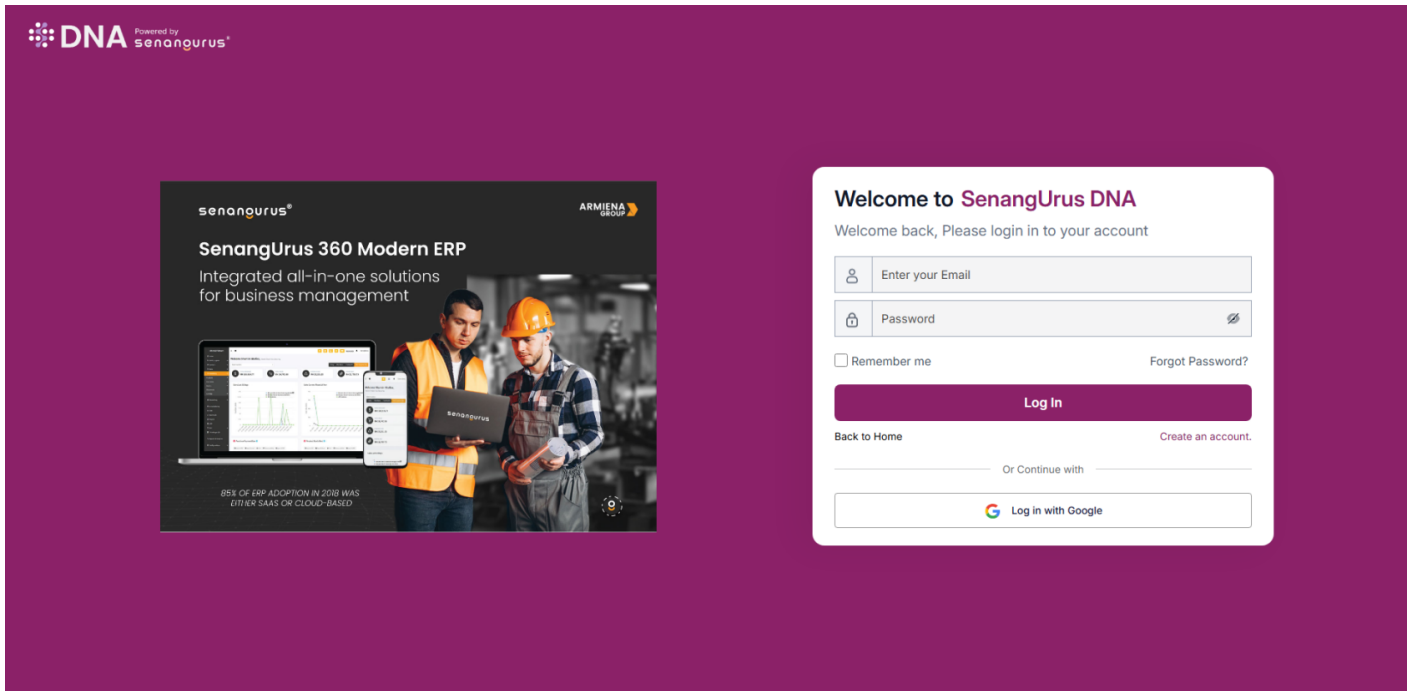 DNA
Powered by
senangurus®
senangurus®
ARMIENA
GROUP
SenangUrus 360 Modern ERP
Integrated all-in-one solutions
for business management
senangurus
85% OF ERP ADOPTION IN 2018 WAS
EITHER SAAS OR CLOUD-BASED
Welcome to SenangUrus DNA
Welcome back, Please login in to your account
Enter your Email
Password
Remember me
Forgot Password?
Log In
Back to Home
Create an account.
Or Continue with
Log in with Google